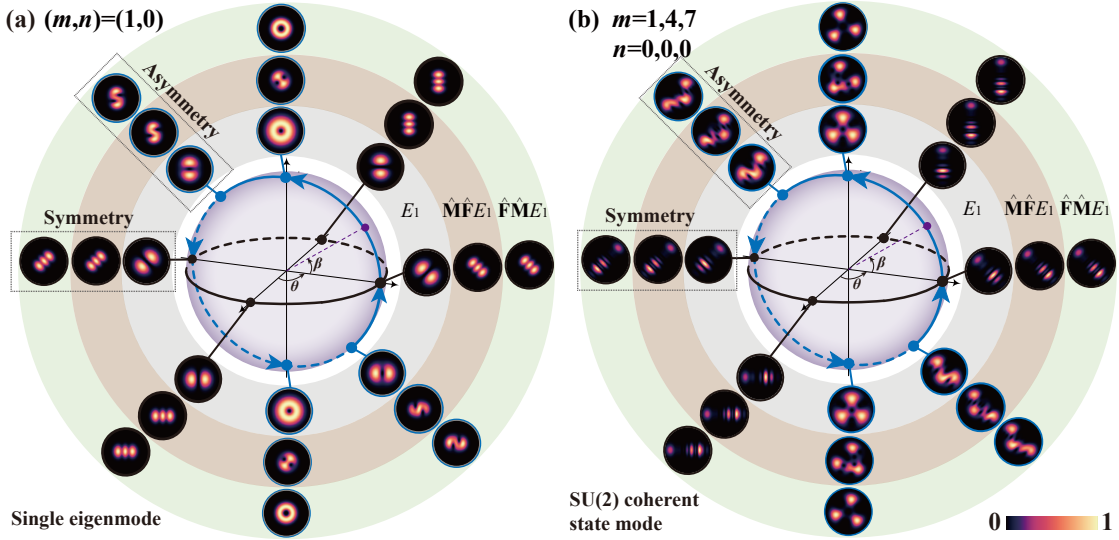 (a) (m,n)=(1,0)
Asymmetry
Symmetry
E₁ M̂F̂E₁ F̂M̂E₁
β
θ
Single eigenmode
(b) m=1,4,7
n=0,0,0
Asymmetry
Symmetry
E₁ M̂F̂E₁ F̂M̂E₁
β
θ
SU(2) coherent
state mode
0 1